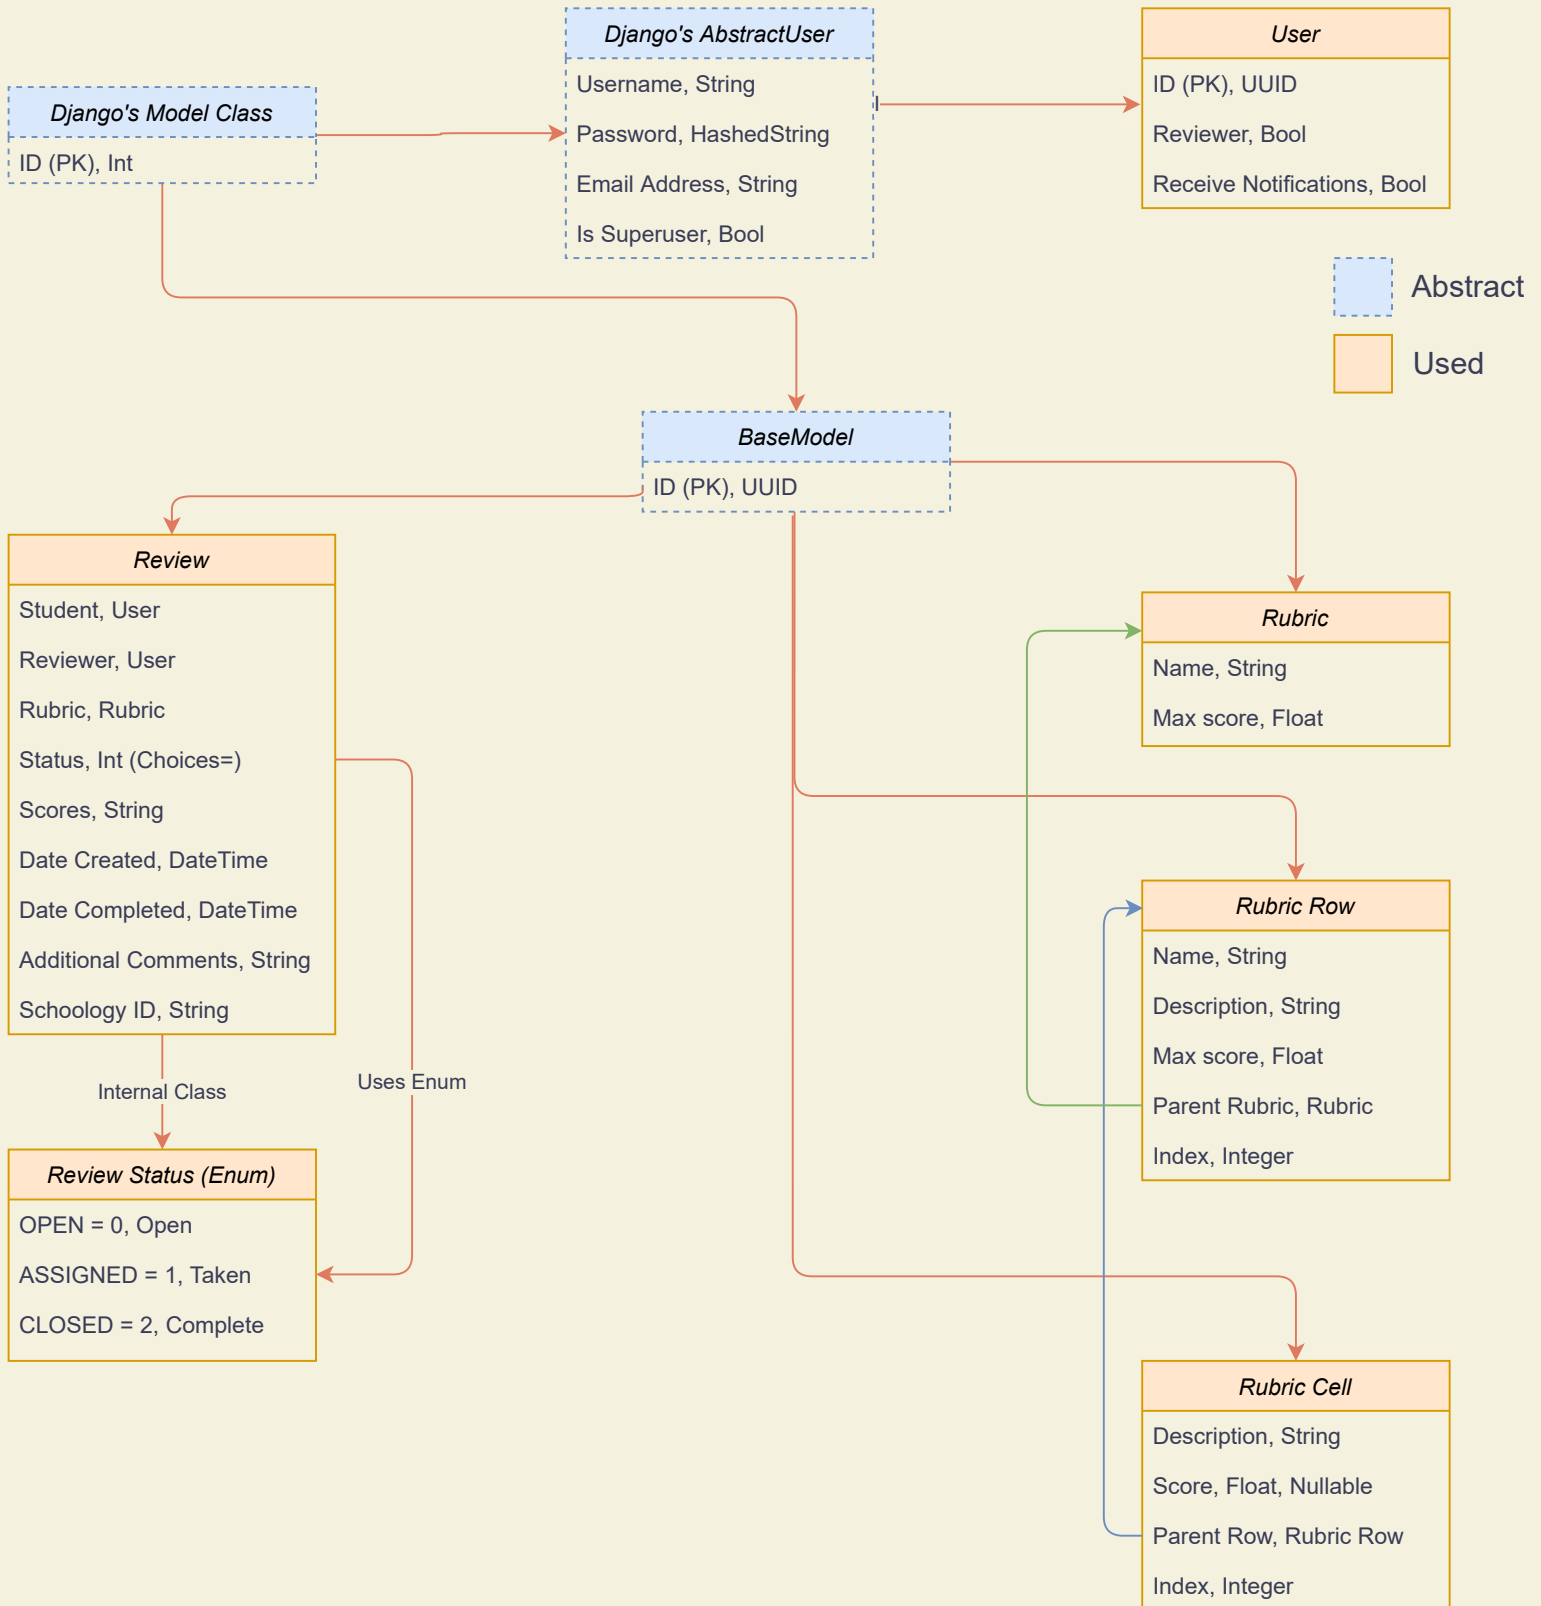 Django's Model Class
ID (PK), Int
Django's AbstractUser
Username, String
Password, HashedString
Email Address, String
Is Superuser, Bool
User
ID (PK), UUID
Reviewer, Bool
Receive Notifications, Bool
Abstract
Used
BaseModel
ID (PK), UUID
Review
Student, User
Reviewer, User
Rubric, Rubric
Status, Int (Choices=)
Scores, String
Date Created, DateTime
Date Completed, DateTime
Additional Comments, String
Schoology ID, String
Internal Class
Uses Enum
Review Status (Enum)
OPEN = 0, Open
ASSIGNED = 1, Taken
CLOSED = 2, Complete
Rubric
Name, String
Max score, Float
Rubric Row
Name, String
Description, String
Max score, Float
Parent Rubric, Rubric
Index, Integer
Rubric Cell
Description, String
Score, Float, Nullable
Parent Row, Rubric Row
Index, Integer